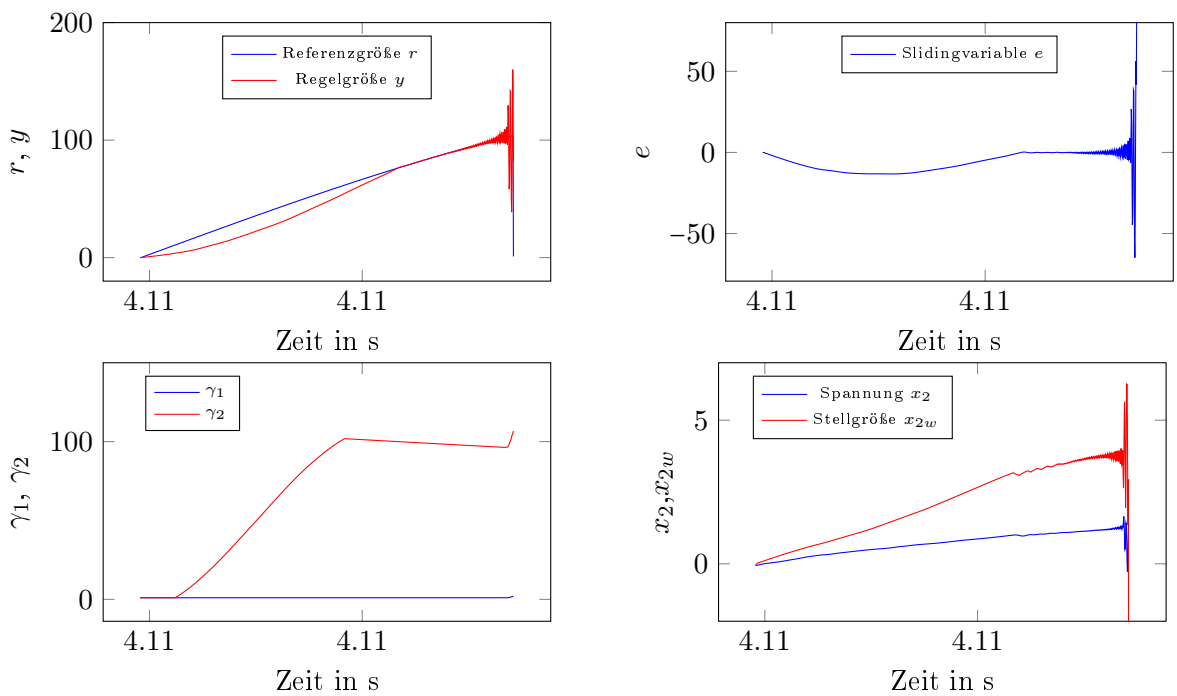 200
100
0
r, y
Referenzgröße r
Regelgröße y
4.11
4.11
Zeit in s
50
0
−50
e
Slidingvariable e
100
0
γ1, γ2
γ1
γ2
4.11
4.11
Zeit in s
4.11
4.11
Zeit in s
5
0
x2,x2w
Spannung x2
Stellgröße x2w
4.11
4.11
Zeit in s